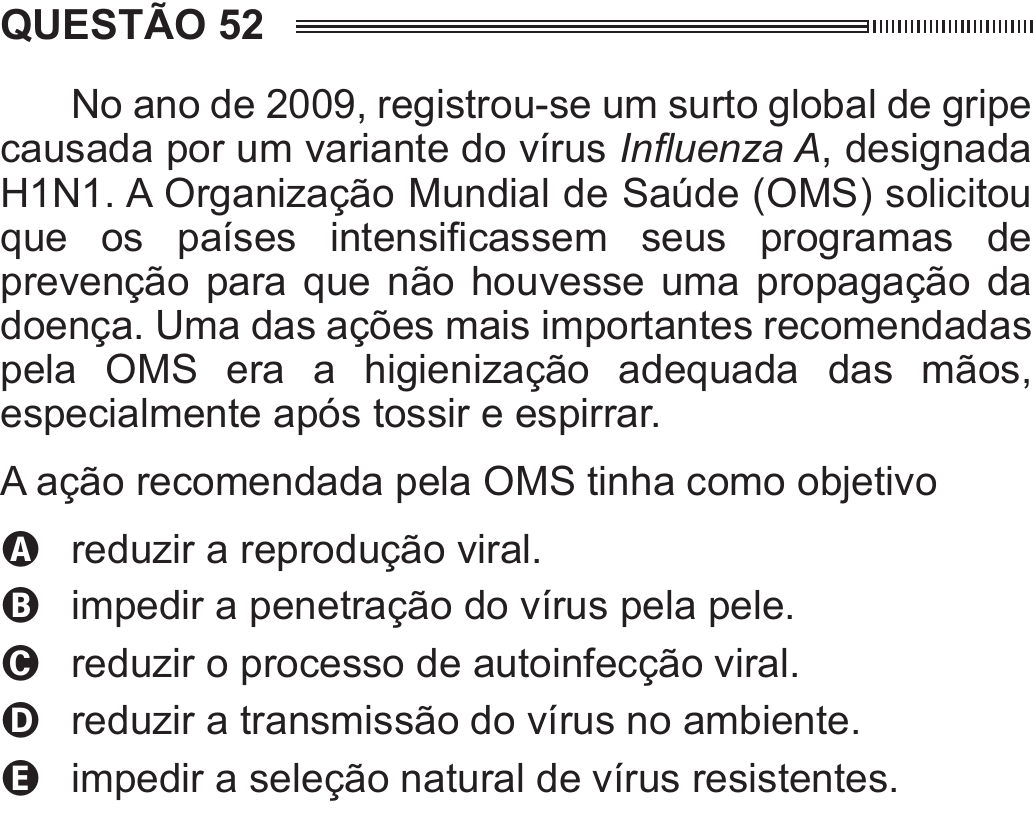 QUESTÃO 52
No ano de 2009, registrou-se um surto global de gripe
causada por um variante do vírus Influenza A, designada
H1N1. A Organização Mundial de Saúde (OMS) solicitou
que os países intensificassem seus programas de
prevenção para que não houvesse uma propagação da
doença. Uma das ações mais importantes recomendadas
pela OMS era a higienização adequada das mãos,
especialmente após tossir e espirrar.
A ação recomendada pela OMS tinha como objetivo
A reduzir a reprodução viral.
B impedir a penetração do vírus pela pele.
C reduzir o processo de autoinfecção viral.
D reduzir a transmissão do vírus no ambiente.
E impedir a seleção natural de vírus resistentes.